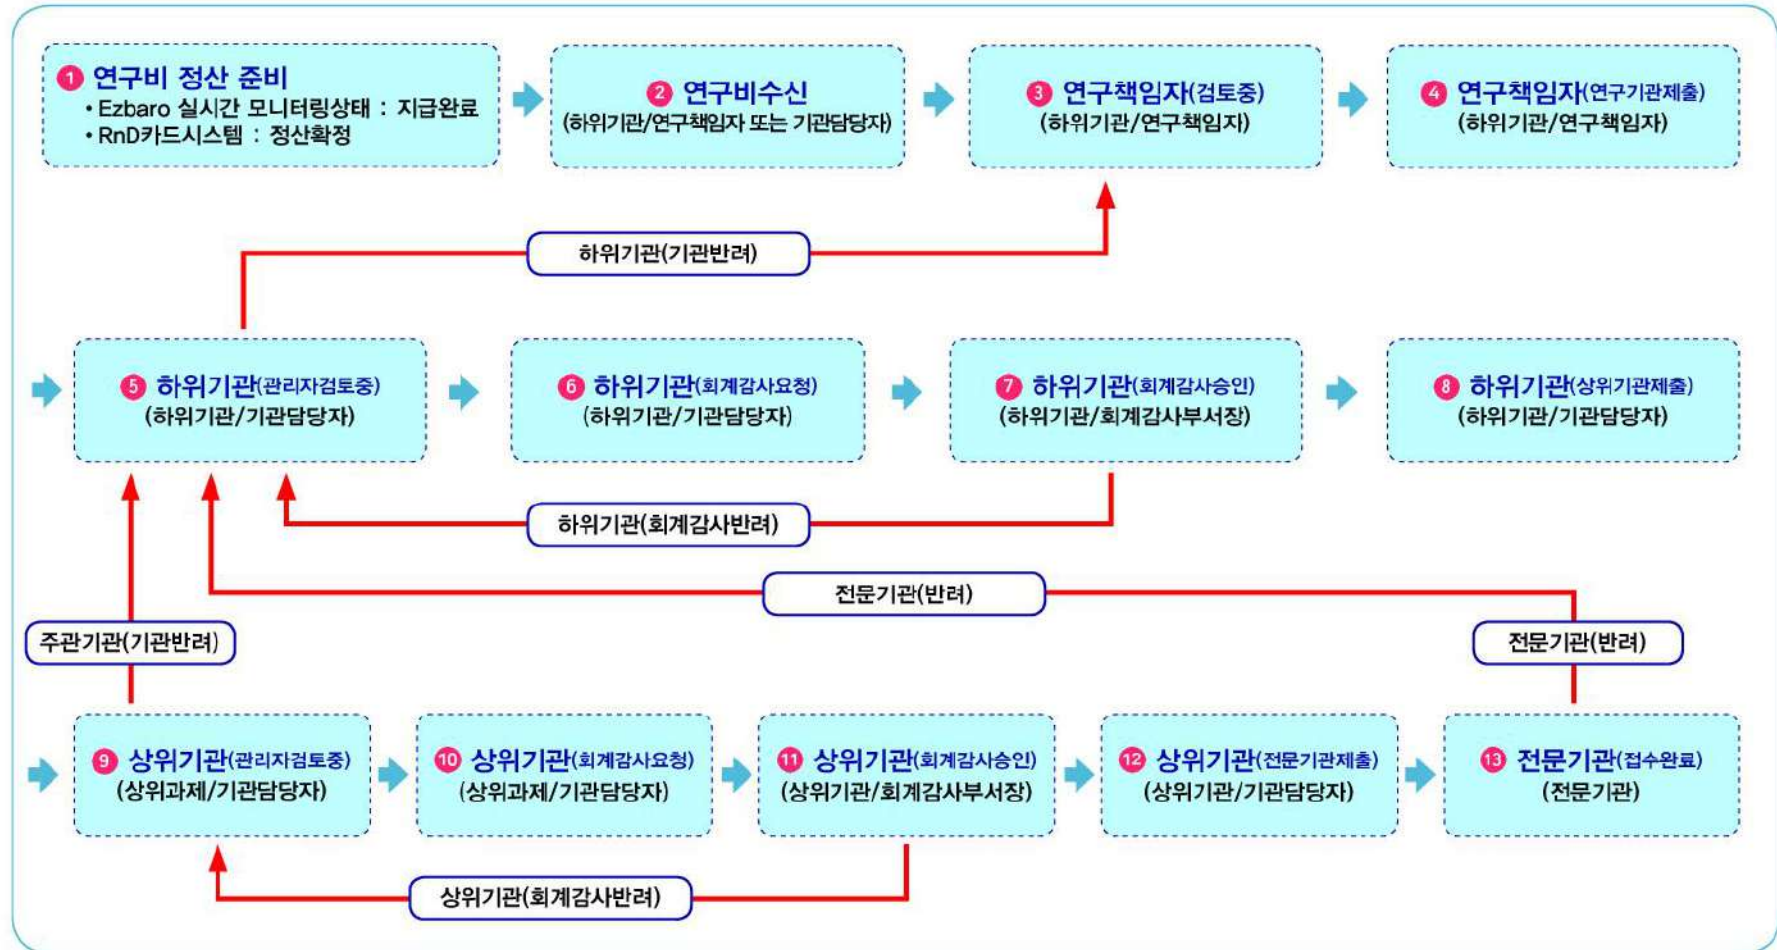 1 연구비 정산 준비
• Ezbaro 실시간 모니터링상태 : 지급완료
• RnD카드시스템 : 정산확정
2 연구비수신
(하위기관/연구책임자 또는 기관담당자)
3 연구책임자(검토중)
(하위기관/연구책임자)
4 연구책임자(연구기관제출)
(하위기관/연구책임자)
하위기관(기관반려)
5 하위기관(관리자검토중)
(하위기관/기관담당자)
6 하위기관(회계감사요청)
(하위기관/기관담당자)
7 하위기관(회계감사승인)
(하위기관/회계감사부서장)
8 하위기관(상위기관제출)
(하위기관/기관담당자)
하위기관(회계감사반려)
전문기관(반려)
주관기관(기관반려)
전문기관(반려)
9 상위기관(관리자검토중)
(상위과제/기관담당자)
10 상위기관(회계감사요청)
(상위과제/기관담당자)
11 상위기관(회계감사승인)
(상위기관/회계감사부서장)
12 상위기관(전문기관제출)
(상위기관/기관담당자)
13 전문기관(접수완료)
(전문기관)
상위기관(회계감사반려)